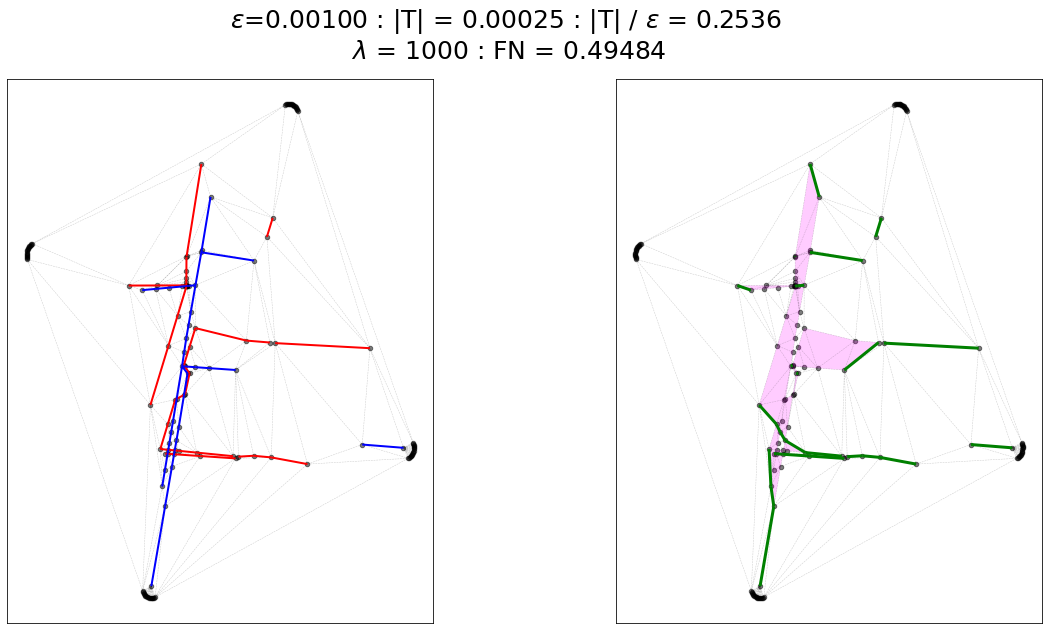 ε=0.00100 : |T| = 0.00025 : |T| / ε = 0.2536
λ = 1000 : FN = 0.49484